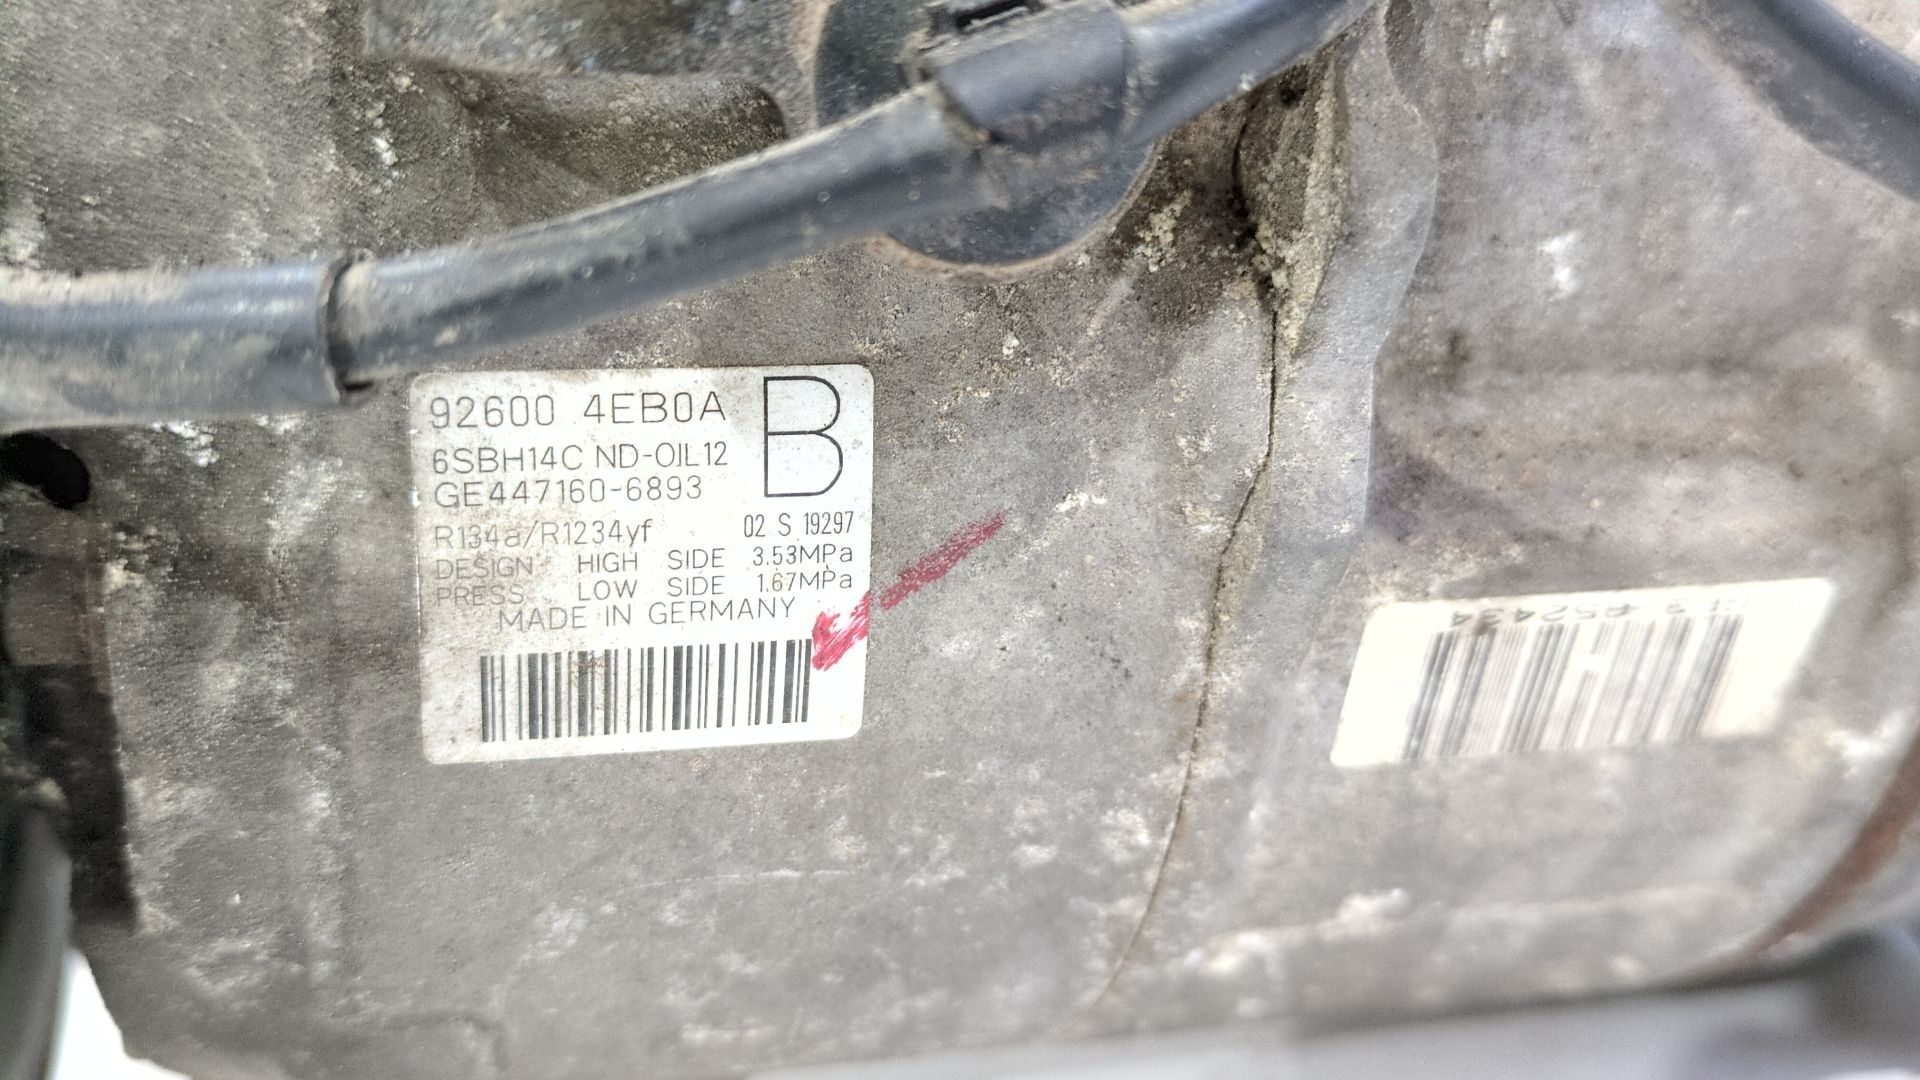 92600 4EB0A
B
6SBH14C ND-OIL12
GE447160-6893
R134a/R1234yf 02 S 19297
DESIGN HIGH SIDE 3.53MPa
PRESS LOW SIDE 1.67MPa
MADE IN GERMANY